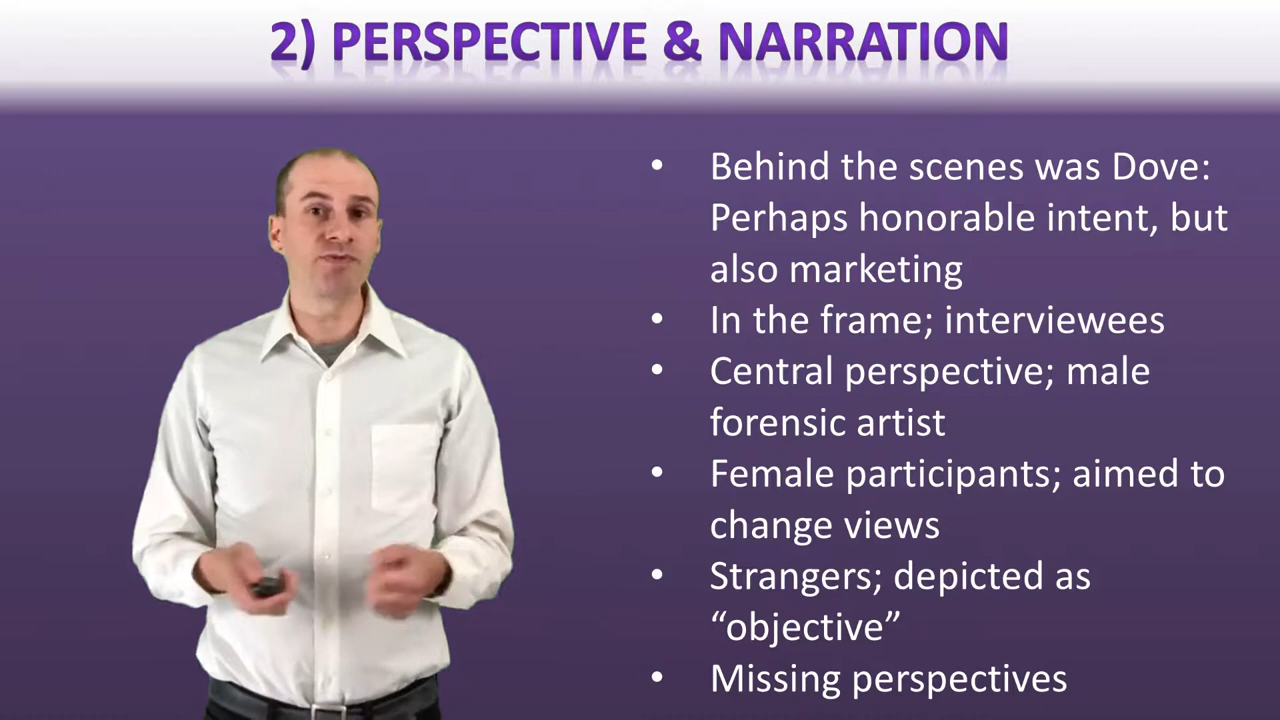 2) PERSPECTIVE & NARRATION
• Behind the scenes was Dove:
Perhaps honorable intent, but
also marketing
• In the frame; interviewees
• Central perspective; male
forensic artist
• Female participants; aimed to
change views
• Strangers; depicted as
“objective”
• Missing perspectives